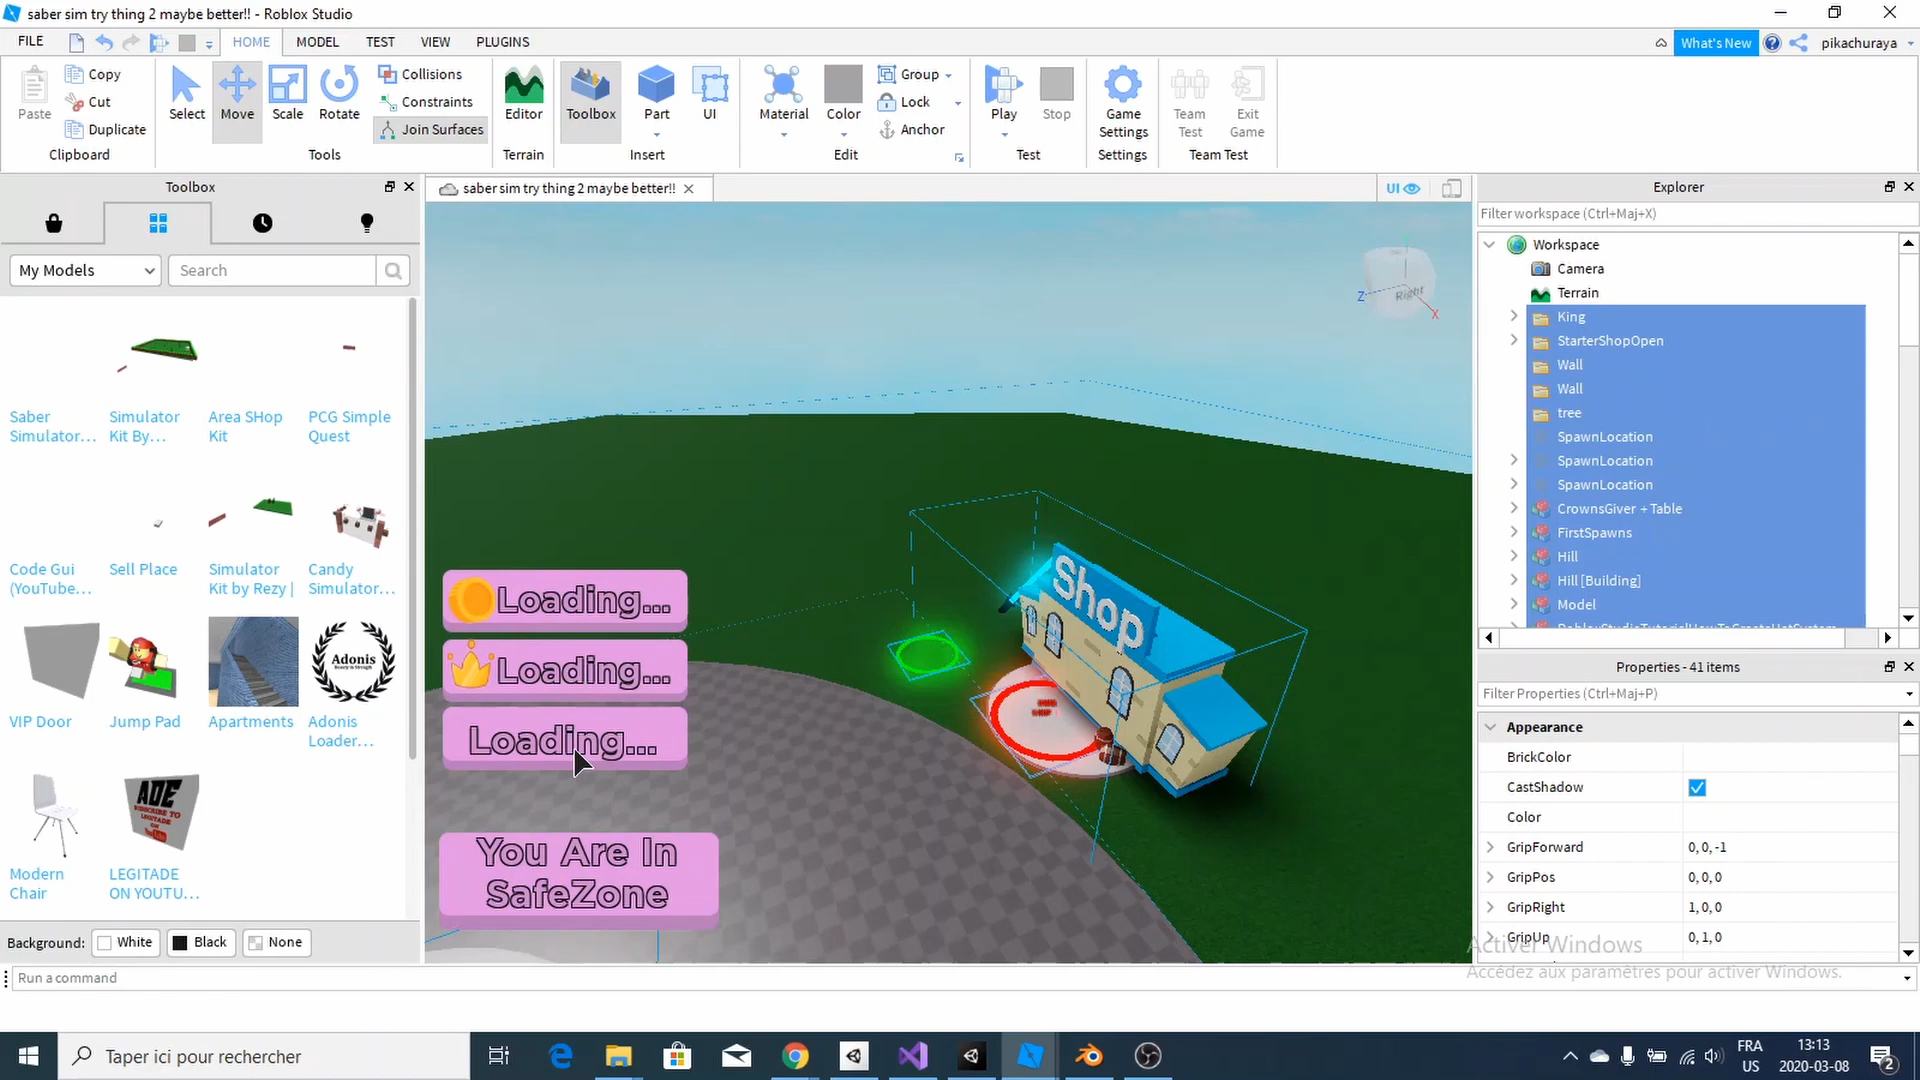 saber sim try thing 2 maybe better!! - Roblox Studio
FILE HOME MODEL TEST VIEW PLUGINS What's New pikachuraya
Paste Copy Cut Duplicate Clipboard
Select Move Scale Rotate Collisions Constraints Join Surfaces Tools
Editor Terrain
Toolbox Part UI Insert
Material Color Group Lock Anchor Edit
Play Stop Test
Game Settings Settings
Team Test Exit Game Team Test
Toolbox
My Models Search
Saber Simulator...
Simulator Kit By...
Area SHop Kit
PCG Simple Quest
Code Gui (YouTube...
Sell Place
Simulator Kit by Rezy |
Candy Simulator...
VIP Door
Jump Pad
Apartments
Adonis
Adonis Loader...
Modern Chair
ADE
SUBSCRIBE TO
LEGITADE
ON YOUTU...
Background: White Black None
Run a command
saber sim try thing 2 maybe better!!
UI
Right
Z
X
Shop
Loading...
Loading...
Loading...
You Are In
SafeZone
Explorer
Filter workspace (Ctrl+Maj+X)
Workspace
Camera
Terrain
King
StarterShopOpen
Wall
Wall
tree
SpawnLocation
SpawnLocation
SpawnLocation
CrownsGiver + Table
FirstSpawns
Hill
Hill [Building]
Model
Properties - 41 items
Filter Properties (Ctrl+Maj+P)
Appearance
BrickColor
CastShadow
Color
GripForward 0, 0, -1
GripPos 0, 0, 0
GripRight 1, 0, 0
GripUp 0, 1, 0
Activer Windows
Accédez aux paramètres pour activer Windows.
Taper ici pour rechercher
FRA
US
13:13
2020-03-08
2